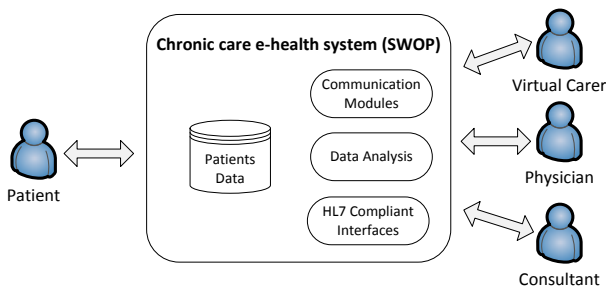 Chronic care e-health system (SWOP)
Communication
Modules
Patients
Data
Data Analysis
HL7 Compliant
Interfaces
Patient
Virtual Carer
Physician
Consultant